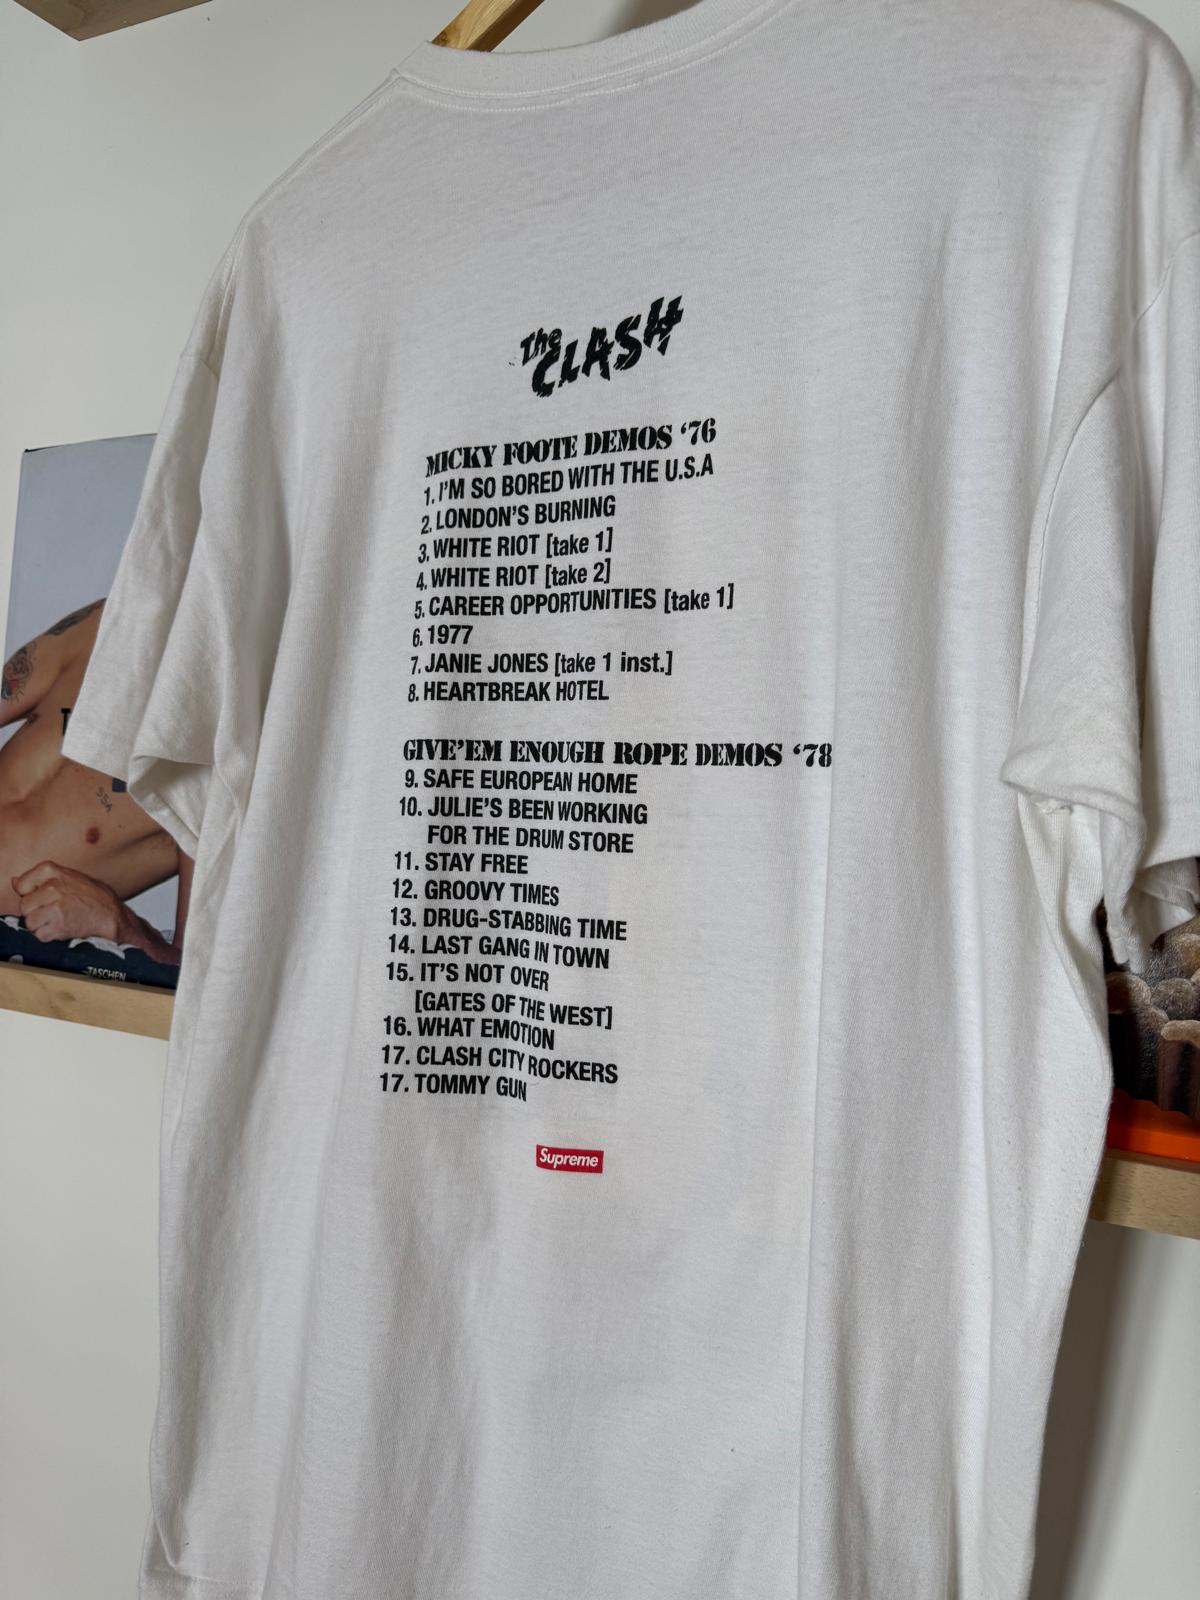 The CLASH
MICKY FOOTE DEMOS ‘76
1. I'M SO BORED WITH THE U.S.A
2. LONDON'S BURNING
3. WHITE RIOT [take 1]
4. WHITE RIOT [take 2]
5. CAREER OPPORTUNITIES [take 1]
6. 1977
7. JANIE JONES [take 1 inst.]
8. HEARTBREAK HOTEL
GIVE'EM ENOUGH ROPE DEMOS ‘78
9. SAFE EUROPEAN HOME
10. JULIE'S BEEN WORKING
FOR THE DRUM STORE
11. STAY FREE
12. GROOVY TIMES
13. DRUG-STABBING TIME
14. LAST GANG IN TOWN
15. IT'S NOT OVER
[GATES OF THE WEST]
16. WHAT EMOTION
17. CLASH CITY ROCKERS
17. TOMMY GUN
Supreme
SSA
TASCHEN